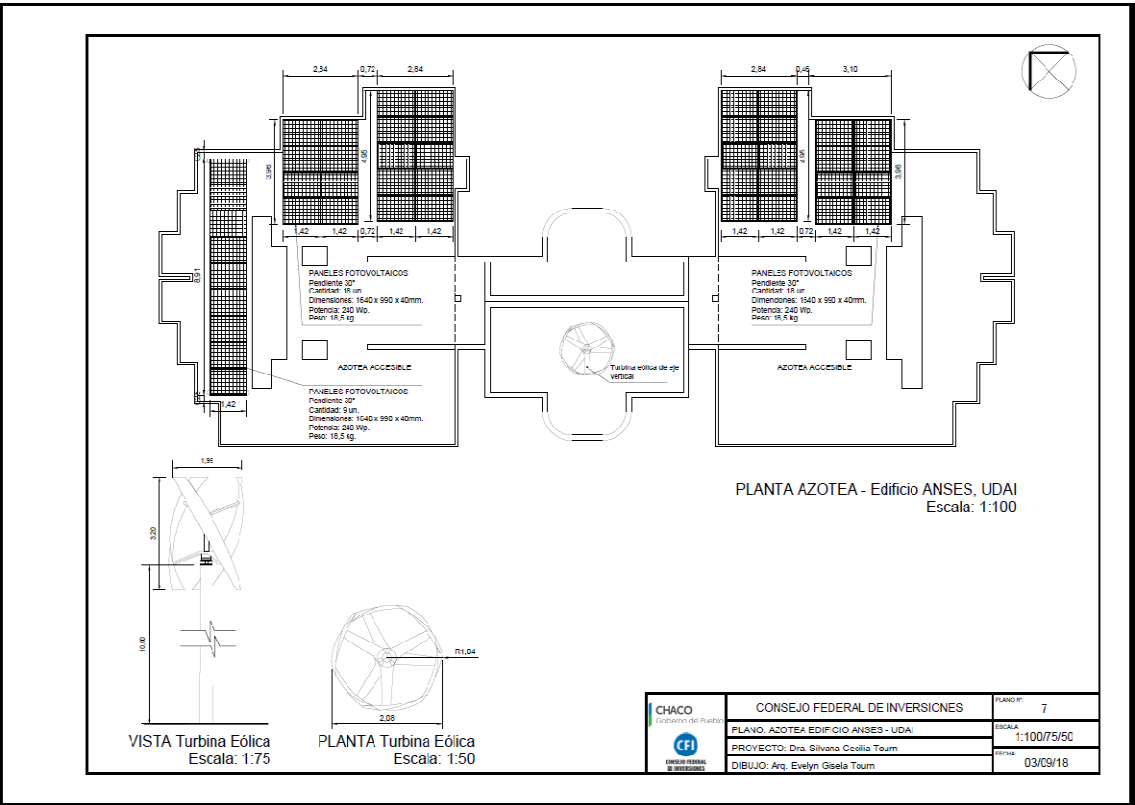 2,84 0,72 2,84
2,84 0,46 3,10
3,96
4,95
4,95
3,96
8,91
1,42 1,42 0,72 1,42 1,42
1,42 1,42 0,72 1,42 1,42
PANELES FOTOVOLTAICOS
Pendiente 30°
Cantidad: 18 un.
Dimensiones: 1640 x 990 x 40mm.
Potencia: 240 Wp.
Peso: 18,5 kg
PANELES FOTOVOLTAICOS
Pendiente 30°
Cantidad: 18 un.
Dimenciones: 1640 x 990 x 40mm.
Potencia: 240 Wp.
Peso: 18,5 kg
AZOTEA ACCESIBLE
Turbina eólica de eje
vertical
AZOTEA ACCESIBLE
1,42
PANELES FOTOVOLTAICOS
Pendiente 30°
Cantidad: 9 un.
Dimensiones: 1640 x 990 x 40mm.
Potencia: 240 Wp.
Peso: 18,5 kg.
1,95
3,20
10,00
PLANTA AZOTEA - Edificio ANSES, UDAI
Escala: 1:100
R1,04
2,08
VISTA Turbina Eólica
Escala: 1:75
PLANTA Turbina Eólica
Escala: 1:50
CHACO
Gobierno del Pueblo
CFI
CONSEJO FEDERAL
DE INVERSIONES
CONSEJO FEDERAL DE INVERSIONES
PLANO: AZOTEA EDIFICIO ANSES - UDAI
PROYECTO: Dra. Silvana Cecilia Tourn
DIBUJO: Arq. Evelyn Gisela Tourn
PLANO N°:
7
ESCALA
1:100/75/50
FECHA:
03/09/18